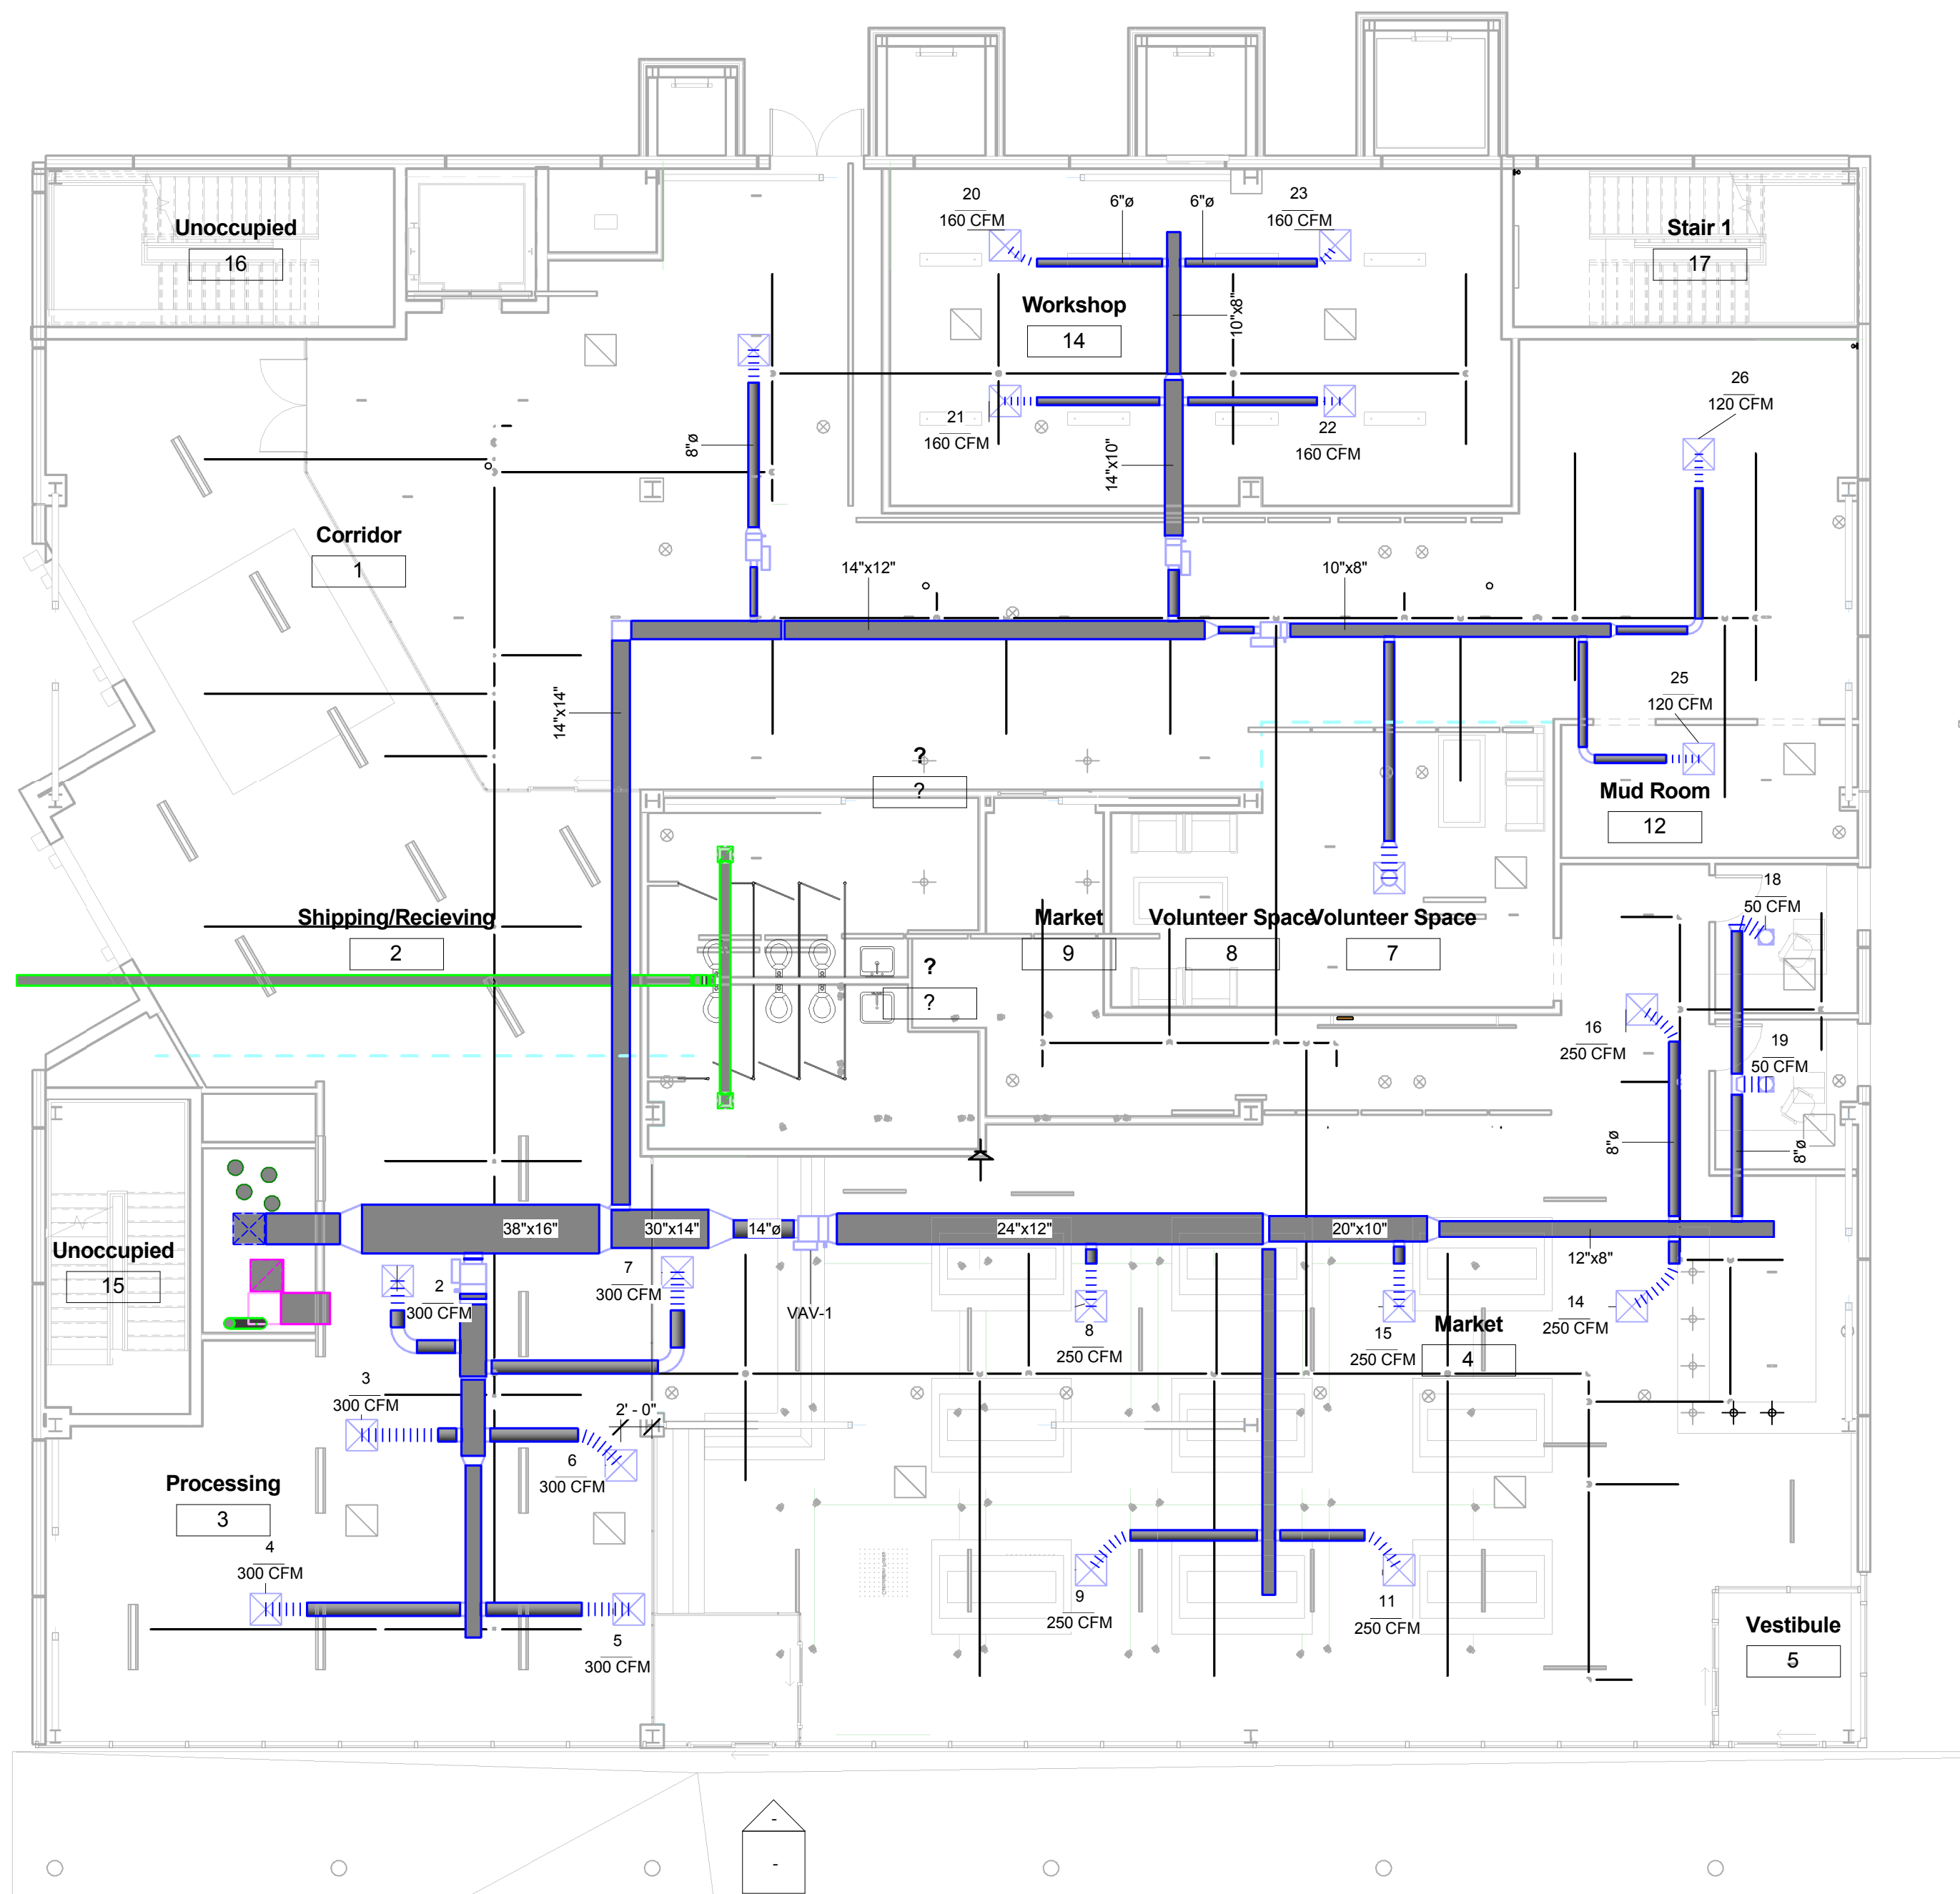 20
160 CFM
6"ø
6"ø
23
160 CFM
Unoccupied
16
Stair 1
17
Workshop
14
10"x8"
26
120 CFM
21
160 CFM
22
160 CFM
8"ø
14"x10"
Corridor
1
14"x12"
10"x8"
14"x14"
25
120 CFM
?
?
Mud Room
12
18
50 CFM
Shipping/Recieving
2
Market
9
Volunteer Space
8
Volunteer Space
7
?
?
16
250 CFM
19
50 CFM
8"ø
8"ø
38"x16"
30"x14"
14"ø
24"x12"
20"x10"
12"x8"
Unoccupied
15
2
300 CFM
7
300 CFM
VAV-1
8
250 CFM
15
250 CFM
14
250 CFM
Market
4
3
300 CFM
2' - 0"
6
300 CFM
Processing
3
4
300 CFM
5
300 CFM
9
250 CFM
11
250 CFM
Vestibule
5
-
-